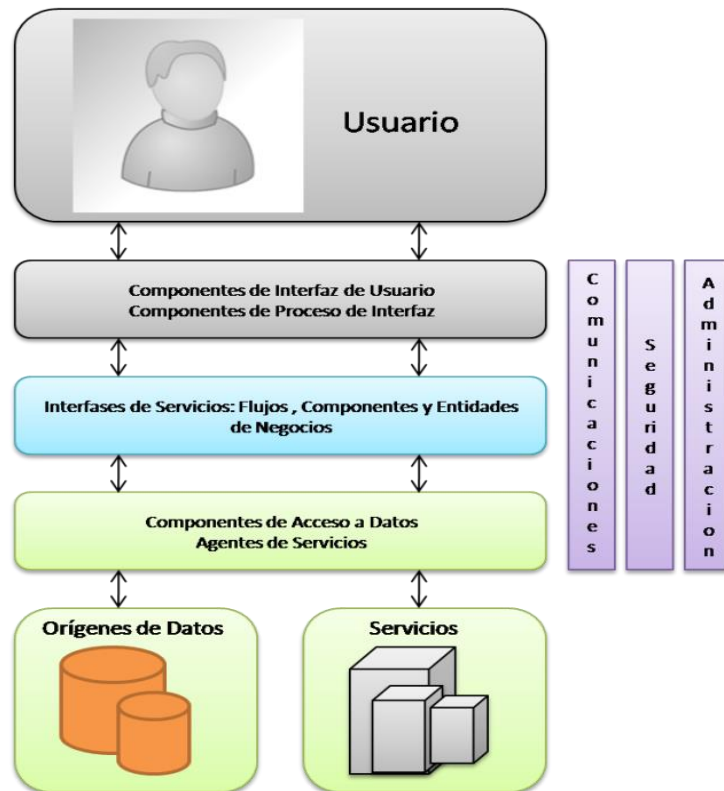 Usuario
Componentes de Interfaz de Usuario
Componentes de Proceso de Interfaz
Interfases de Servicios: Flujos , Componentes y Entidades
de Negocios
Componentes de Acceso a Datos
Agentes de Servicios
Orígenes de Datos
Servicios
Comunicaciones
Seguridad
Administracion